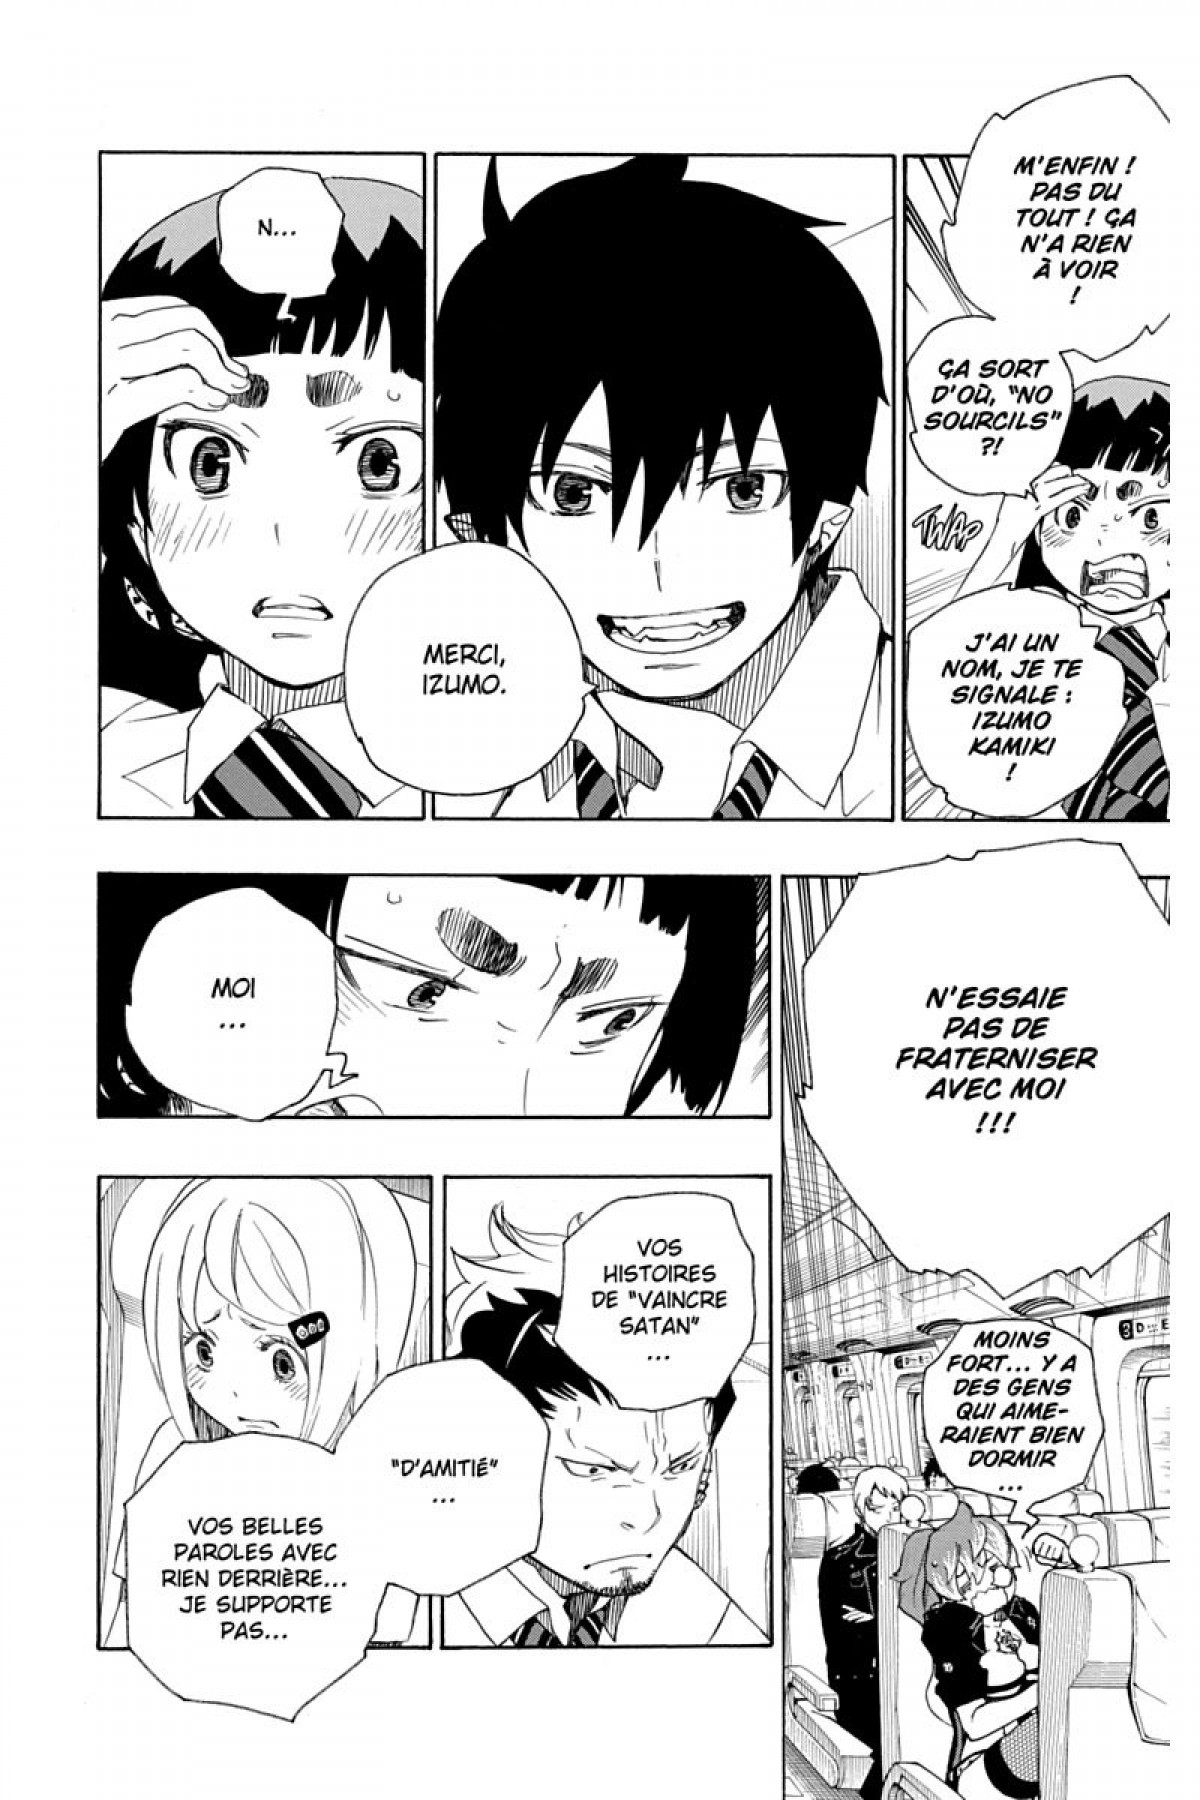 M'ENFIN !
PAS DU
TOUT ! ÇA
N'A RIEN
À VOIR
!
ÇA SORT
D'OÙ, "NO
SOURCILS"
?!
TWAP
J'AI UN
NOM, JE TE
SIGNALE :
IZUMO
KAMIKI
!
MERCI,
IZUMO.
N...
N'ESSAIE
PAS DE
FRATERNISER
AVEC MOI
!!!
3 D E
MOINS
FORT... Y A
DES GENS
QUI AIME-
RAIENT BIEN
DORMIR
...
MOI
...
VOS
HISTOIRES
DE "VAINCRE
SATAN"
...
"D'AMITIÉ"
...
VOS BELLES
PAROLES AVEC
RIEN DERRIÈRE...
JE SUPPORTE
PAS...